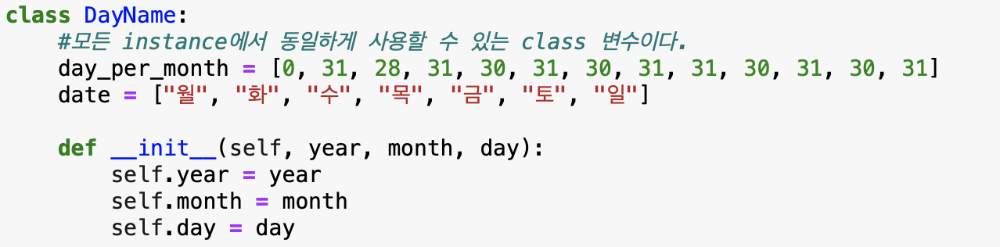 class DayName:
    #모든 instance에서 동일하게 사용할 수 있는 class 변수이다.
    day_per_month = [0, 31, 28, 31, 30, 31, 30, 31, 31, 30, 31, 30, 31]
    date = ["월", "화", "수", "목", "금", "토", "일"]

    def __init__(self, year, month, day):
        self.year = year
        self.month = month
        self.day = day